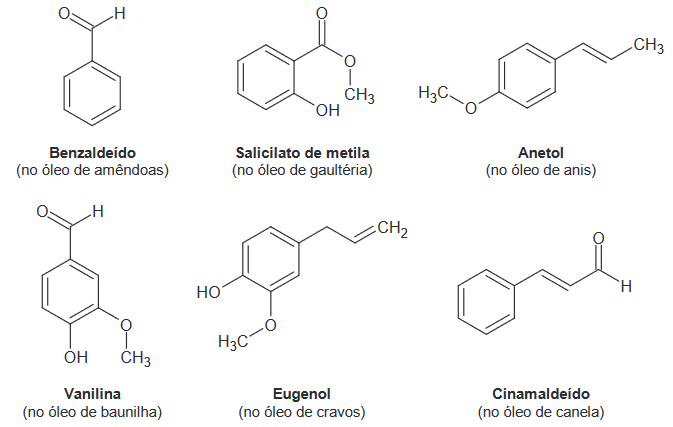 O H
O
O
CH3
OH
CH3
H3C
O
Benzaldeído
(no óleo de amêndoas)
Salicilato de metila
(no óleo de gaultéria)
Anetol
(no óleo de anis)
O H
O
OH CH3
CH2
HO
O
H3C
O
H
Vanilina
(no óleo de baunilha)
Eugenol
(no óleo de cravos)
Cinamaldeído
(no óleo de canela)